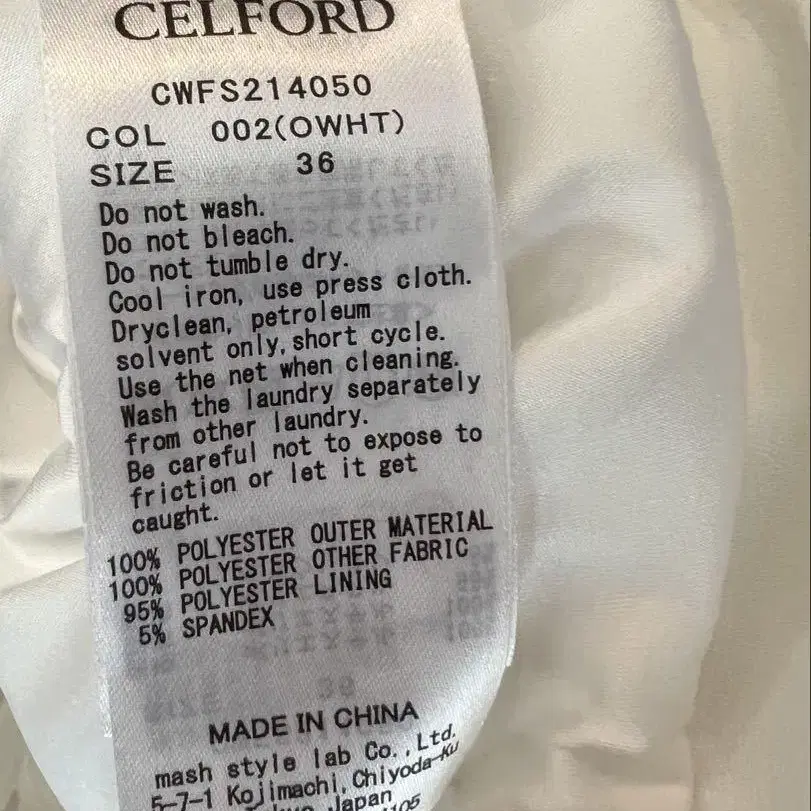 CELFORD
CWFS214050
COL 002(OWHT)
SIZE 36
Do not wash.
Do not bleach.
Do not tumble dry.
Cool iron, use press cloth.
Dryclean, petroleum
solvent only,short cycle.
Use the net when cleaning.
Wash the laundry separately
from other laundry.
Be careful not to expose to
friction or let it get
caught.
100% POLYESTER OUTER MATERIAL
100% POLYESTER OTHER FABRIC
95% POLYESTER LINING
5% SPANDEX
MADE IN CHINA
mash style lab Co.,Ltd.
5-7-1 Kojimachi,Chiyoda-Ku
Japan